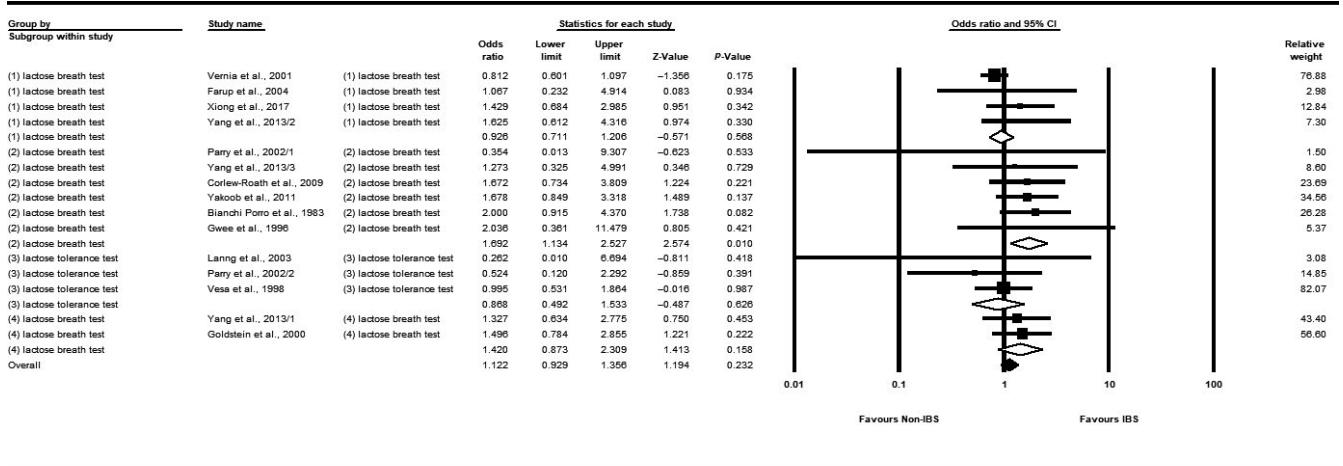 Group by Study name Statistics for each study Odds ratio and 95% CI
Subgroup within study
Odds ratio Lower limit Upper limit Z-Value P-Value Relative weight
(1) lactose breath test Vernia et al., 2001 (1) lactose breath test 0.812 0.601 1.097 –1.356 0.175 76.88
(1) lactose breath test Farup et al., 2004 (1) lactose breath test 1.067 0.232 4.914 0.083 0.934 2.98
(1) lactose breath test Xiong et al., 2017 (1) lactose breath test 1.429 0.684 2.985 0.951 0.342 12.84
(1) lactose breath test Yang et al., 2013/2 (1) lactose breath test 1.625 0.612 4.316 0.974 0.330 7.30
(1) lactose breath test 0.926 0.711 1.206 –0.571 0.568
(2) lactose breath test Parry et al., 2002/1 (2) lactose breath test 0.354 0.013 9.307 –0.623 0.533 1.50
(2) lactose breath test Yang et al., 2013/3 (2) lactose breath test 1.273 0.325 4.991 0.346 0.729 8.60
(2) lactose breath test Corlew-Roath et al., 2009 (2) lactose breath test 1.672 0.734 3.809 1.224 0.221 23.69
(2) lactose breath test Yakoob et al., 2011 (2) lactose breath test 1.678 0.849 3.318 1.489 0.137 34.56
(2) lactose breath test Bianchi Porro et al., 1983 (2) lactose breath test 2.000 0.915 4.370 1.738 0.082 26.28
(2) lactose breath test Gwee et al., 1996 (2) lactose breath test 2.036 0.361 11.479 0.805 0.421 5.37
(2) lactose breath test 1.692 1.134 2.527 2.574 0.010
(3) lactose tolerance test Lanng et al., 2003 (3) lactose tolerance test 0.262 0.010 6.694 –0.811 0.418 3.08
(3) lactose tolerance test Parry et al., 2002/2 (3) lactose tolerance test 0.524 0.120 2.292 –0.859 0.391 14.85
(3) lactose tolerance test Vesa et al., 1998 (3) lactose tolerance test 0.995 0.531 1.864 –0.016 0.987 82.07
(3) lactose tolerance test 0.868 0.492 1.533 –0.487 0.626
(4) lactose breath test Yang et al., 2013/1 (4) lactose breath test 1.327 0.634 2.775 0.750 0.453 43.40
(4) lactose breath test Goldstein et al., 2000 (4) lactose breath test 1.496 0.784 2.855 1.221 0.222 56.60
(4) lactose breath test 1.420 0.873 2.309 1.413 0.158
Overall 1.122 0.929 1.356 1.194 0.232
0.01 0.1 1 10 100
Favours Non-IBS Favours IBS